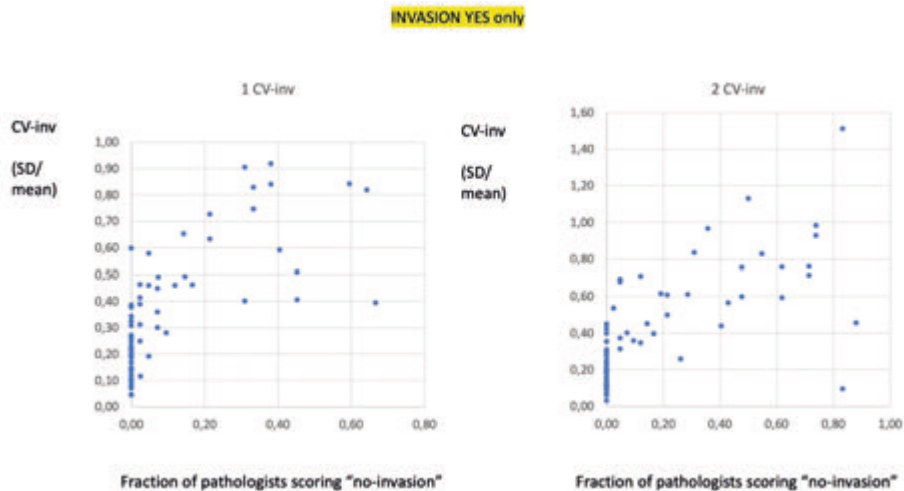 INVASION YES only
1 CV-inv
CV-inv
(SD/
mean)
1,00
0,90
0,80
0,70
0,60
0,50
0,40
0,30
0,20
0,10
0,00
0,00 0,20 0,40 0,60 0,80
Fraction of pathologists scoring "no-invasion"
2 CV-inv
CV-inv
(SD/
mean)
1,60
1,40
1,20
1,00
0,80
0,60
0,40
0,20
0,00
0,00 0,20 0,40 0,60 0,80 1,00
Fraction of pathologists scoring "no-invasion"